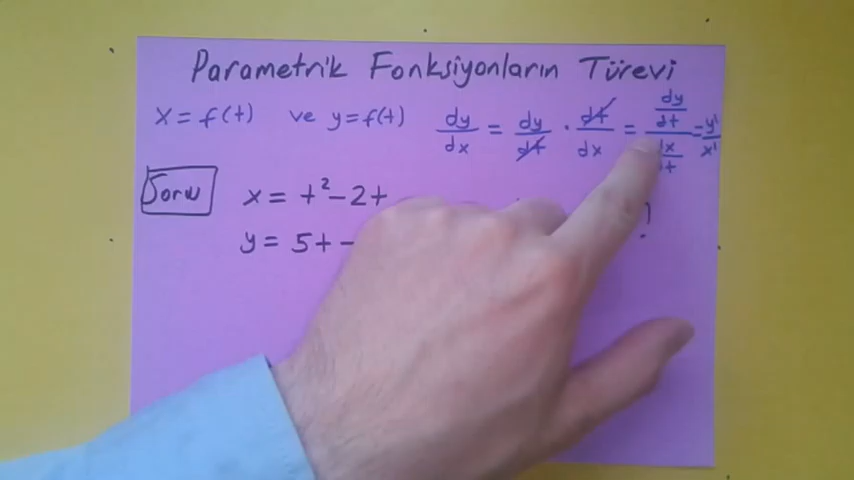 Parametrik Fonksiyonların Türevi
x = f(t) ve y = f(t) dy/dx = dy/dt · dt/dx = (dy/dt)/(dx/dt) = y'/x'
Soru x = t² - 2t
y = 5t - ?